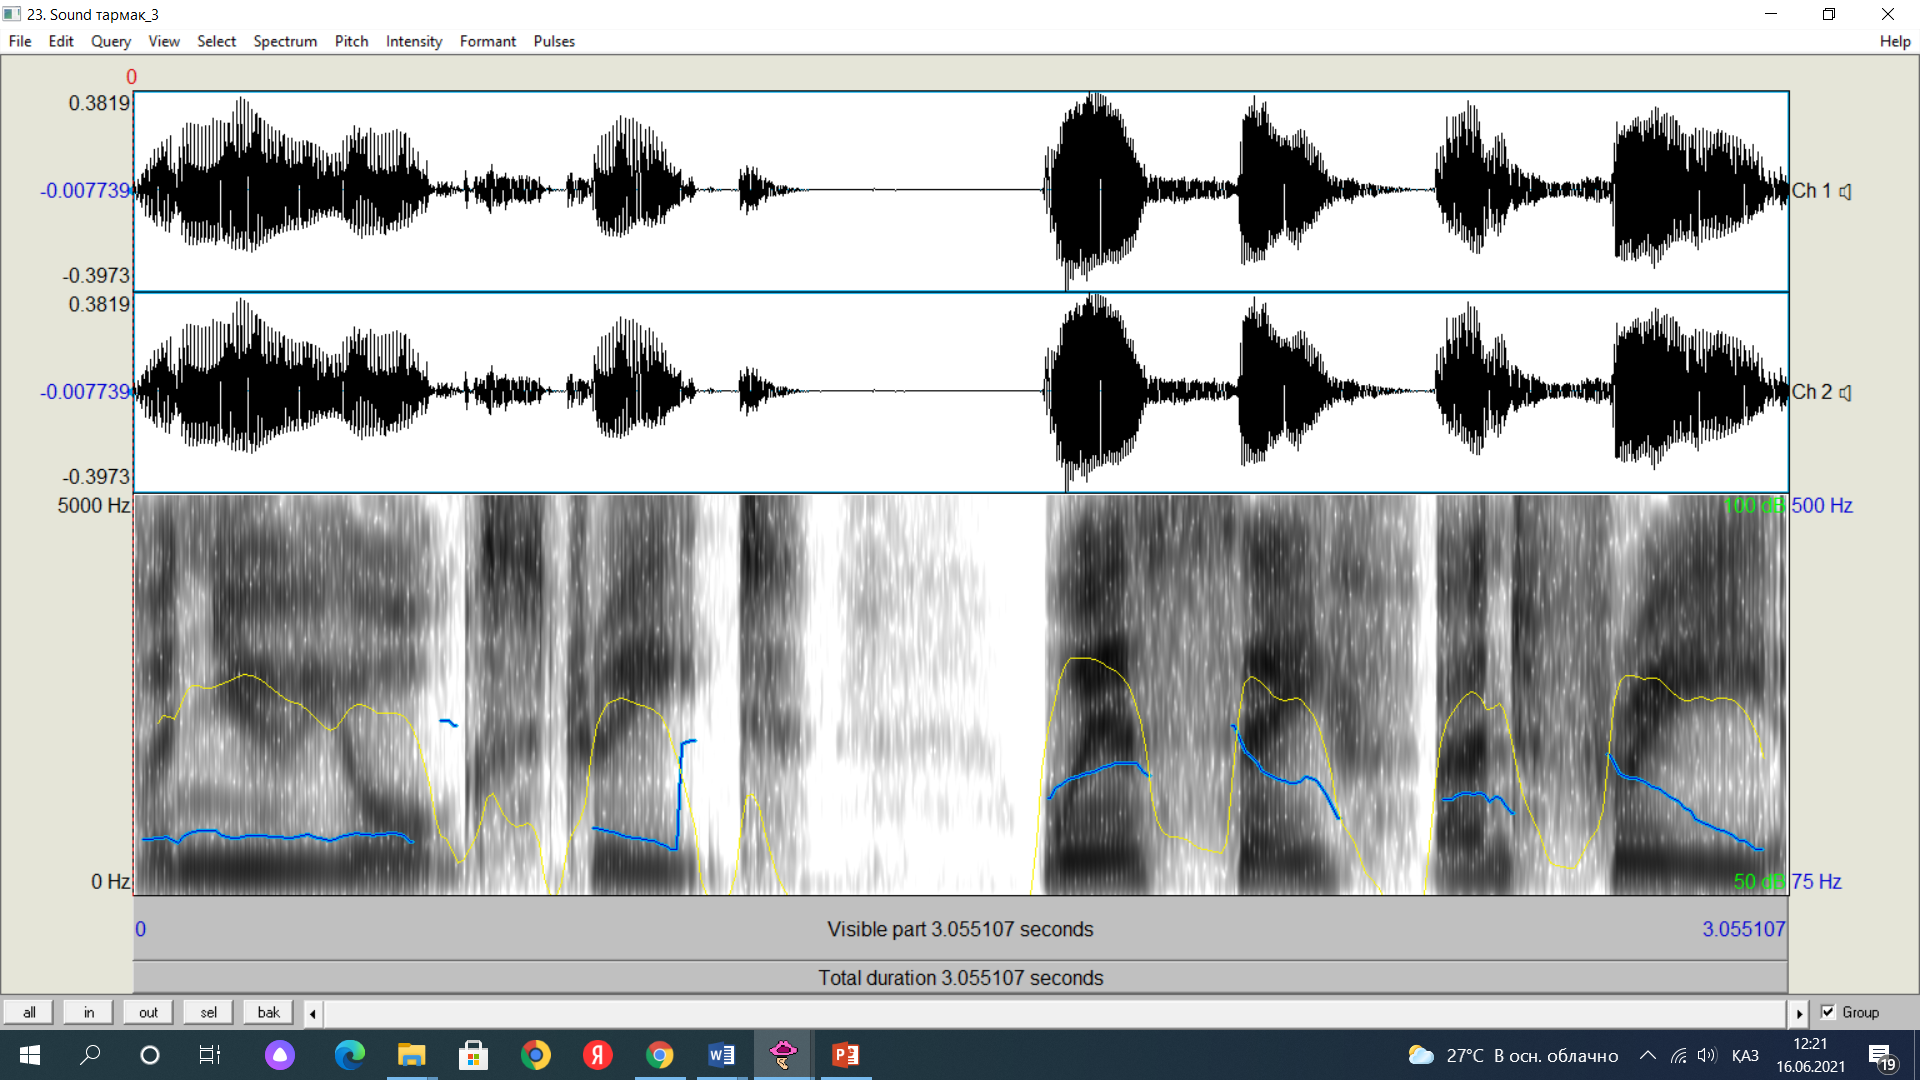 23. Sound тармак_3
File Edit Query View Select Spectrum Pitch Intensity Formant Pulses Help
0
0.3819
-0.007739
-0.3973
Ch 1
0.3819
-0.007739
-0.3973
Ch 2
5000 Hz
100 dB 500 Hz
0 Hz
50 dB 75 Hz
0 Visible part 3.055107 seconds 3.055107
Total duration 3.055107 seconds
all in out sel bak Group
27°C В осн. облачно ҚАЗ 12:21
16.06.2021 19